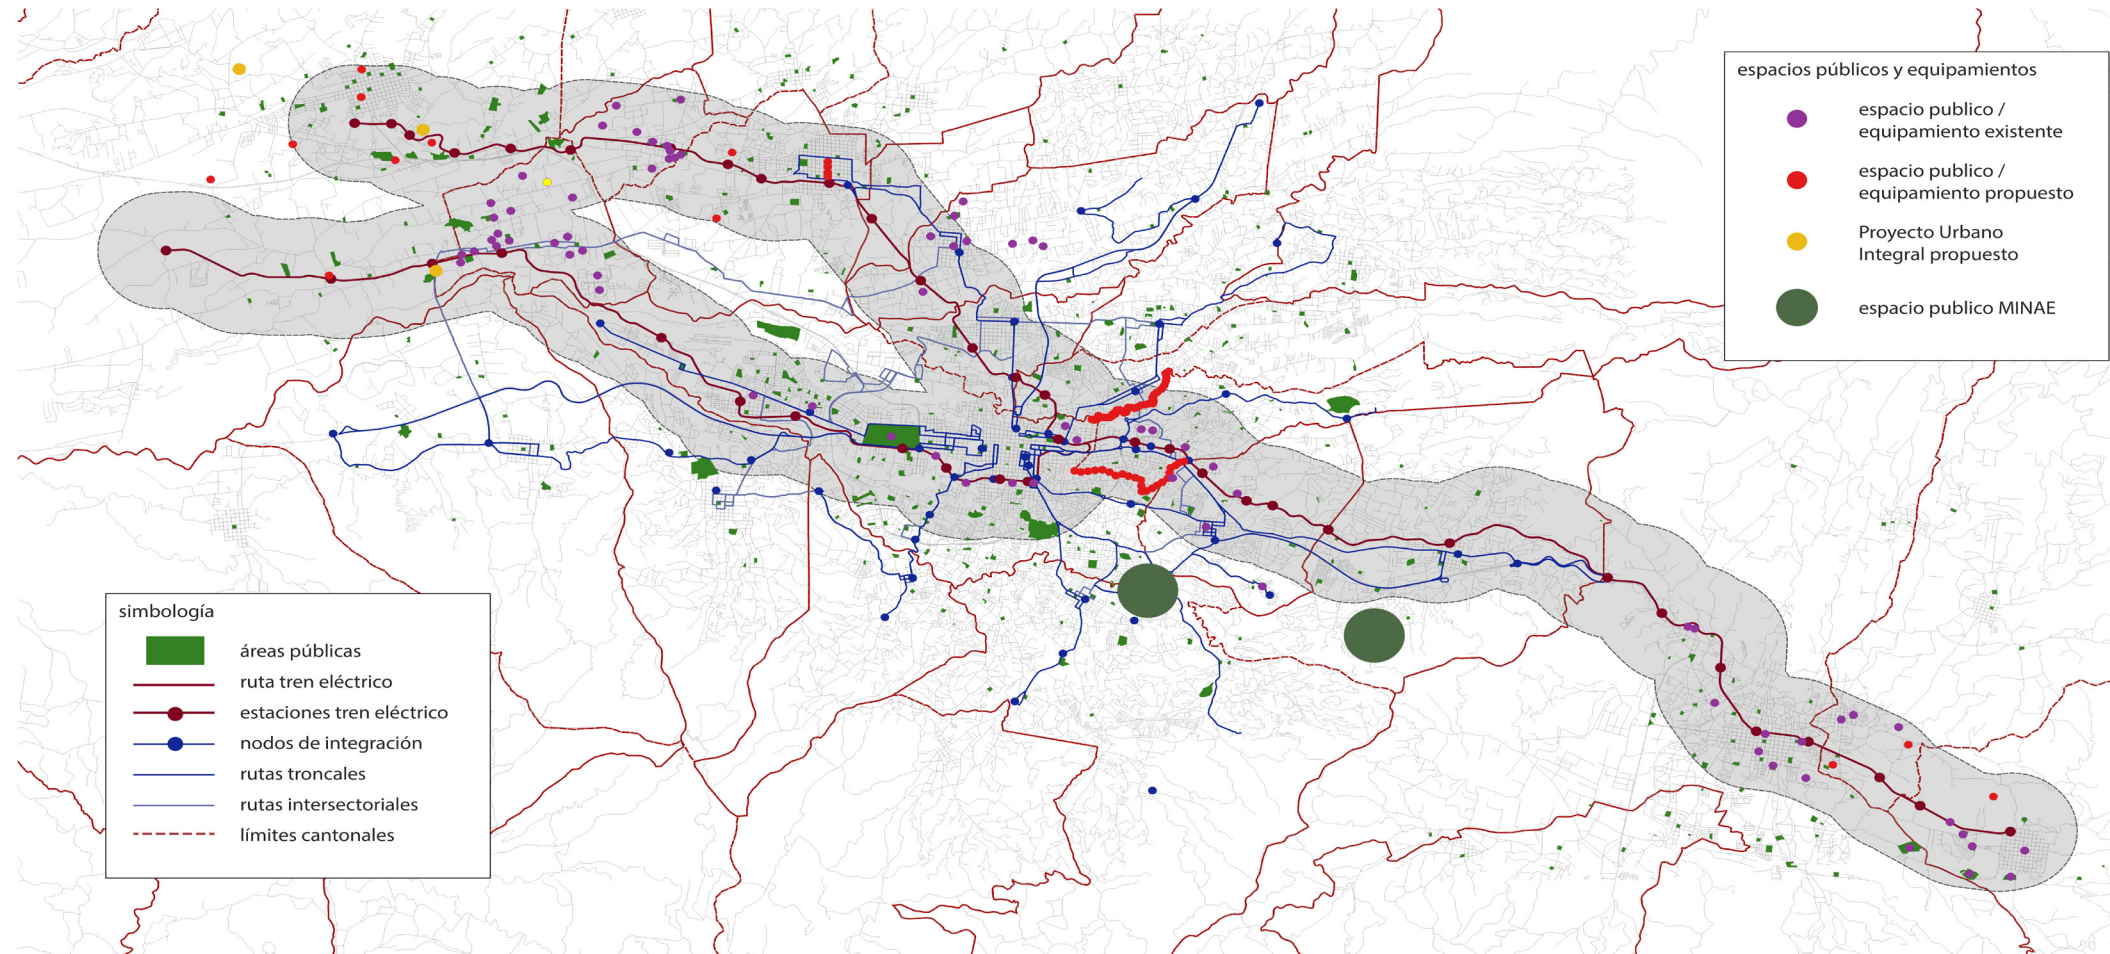 espacios públicos y equipamientos
espacio publico /
equipamiento existente
espacio publico /
equipamiento propuesto
Proyecto Urbano
Integral propuesto
espacio publico MINAE
simbología
áreas públicas
ruta tren eléctrico
estaciones tren eléctrico
nodos de integración
rutas troncales
rutas intersectoriales
límites cantonales